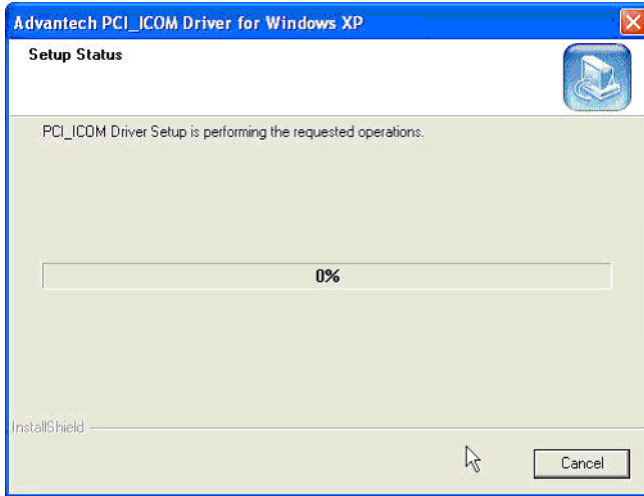 Advantech PCI_ICOM Driver for Windows XP
Setup Status
PCI_ICOM Driver Setup is performing the requested operations.
0%
InstallShield
Cancel